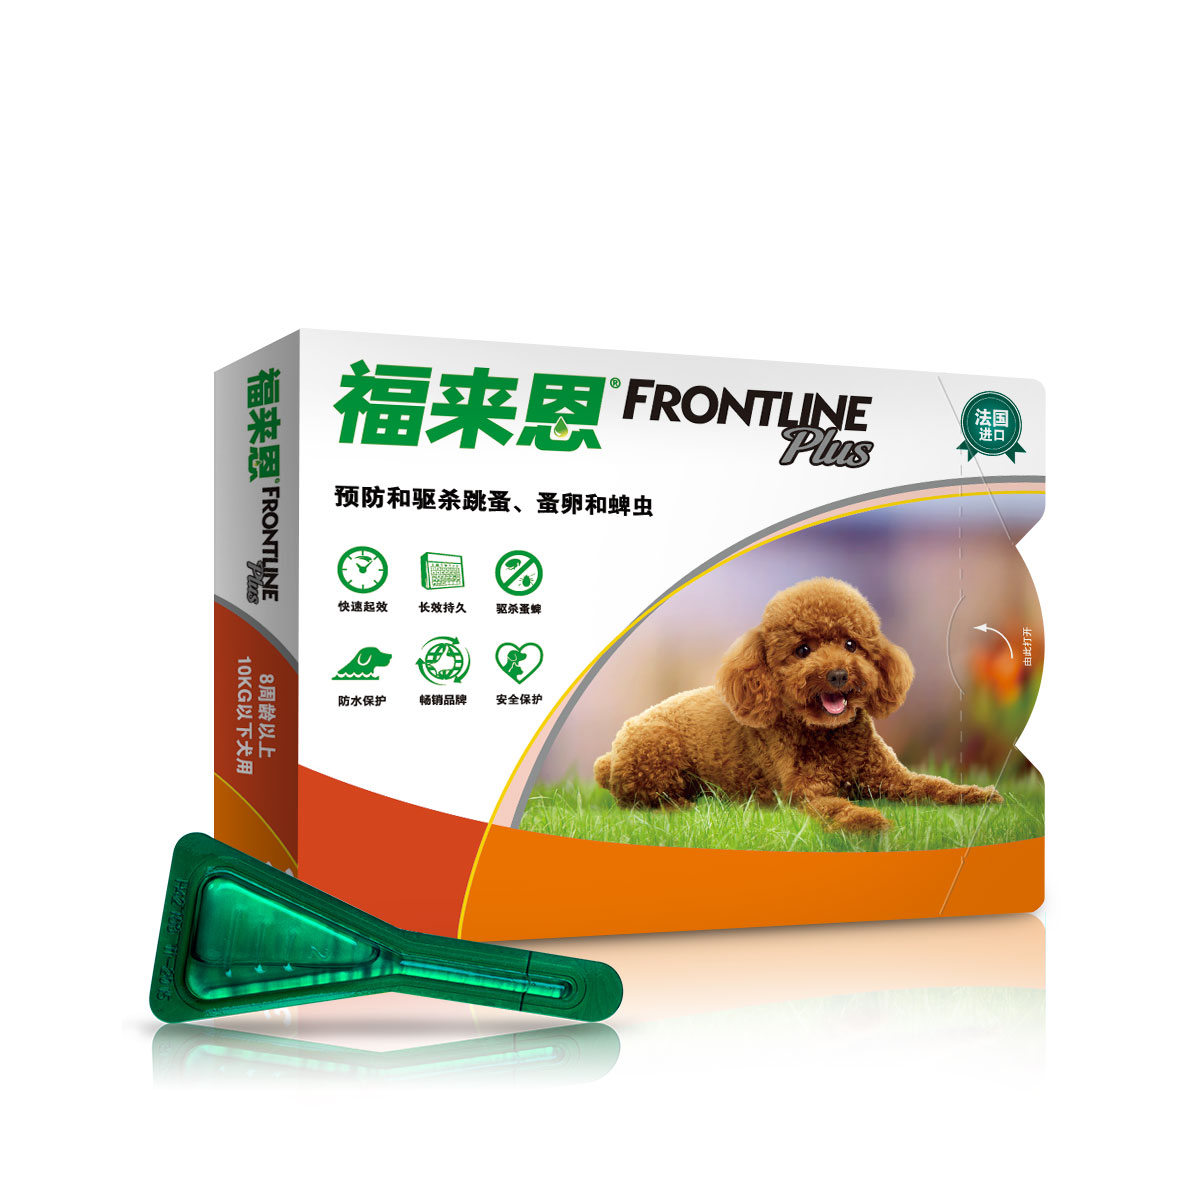 福来恩®
FRONTLINE
Plus
法国
进口
预防和驱杀跳蚤、蚤卵和蜱虫
快速起效
长效持久
驱杀蚤蜱
防水保护
畅销品牌
安全保护
由此打开
福来恩®
FRONTLINE
Plus
8周龄以上
10KG以下犬用